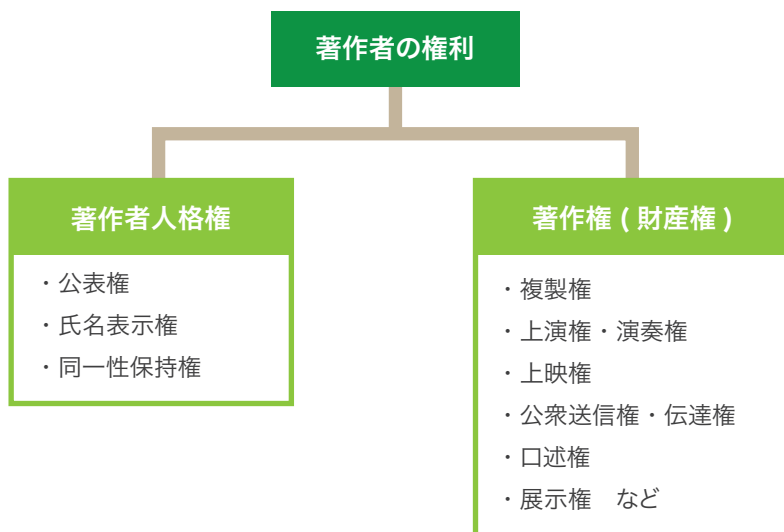 著作者の権利
著作者人格権
・公表権
・氏名表示権
・同一性保持権
著作権 ( 財産権 )
・複製権
・上演権・演奏権
・上映権
・公衆送信権・伝達権
・口述権
・展示権　など